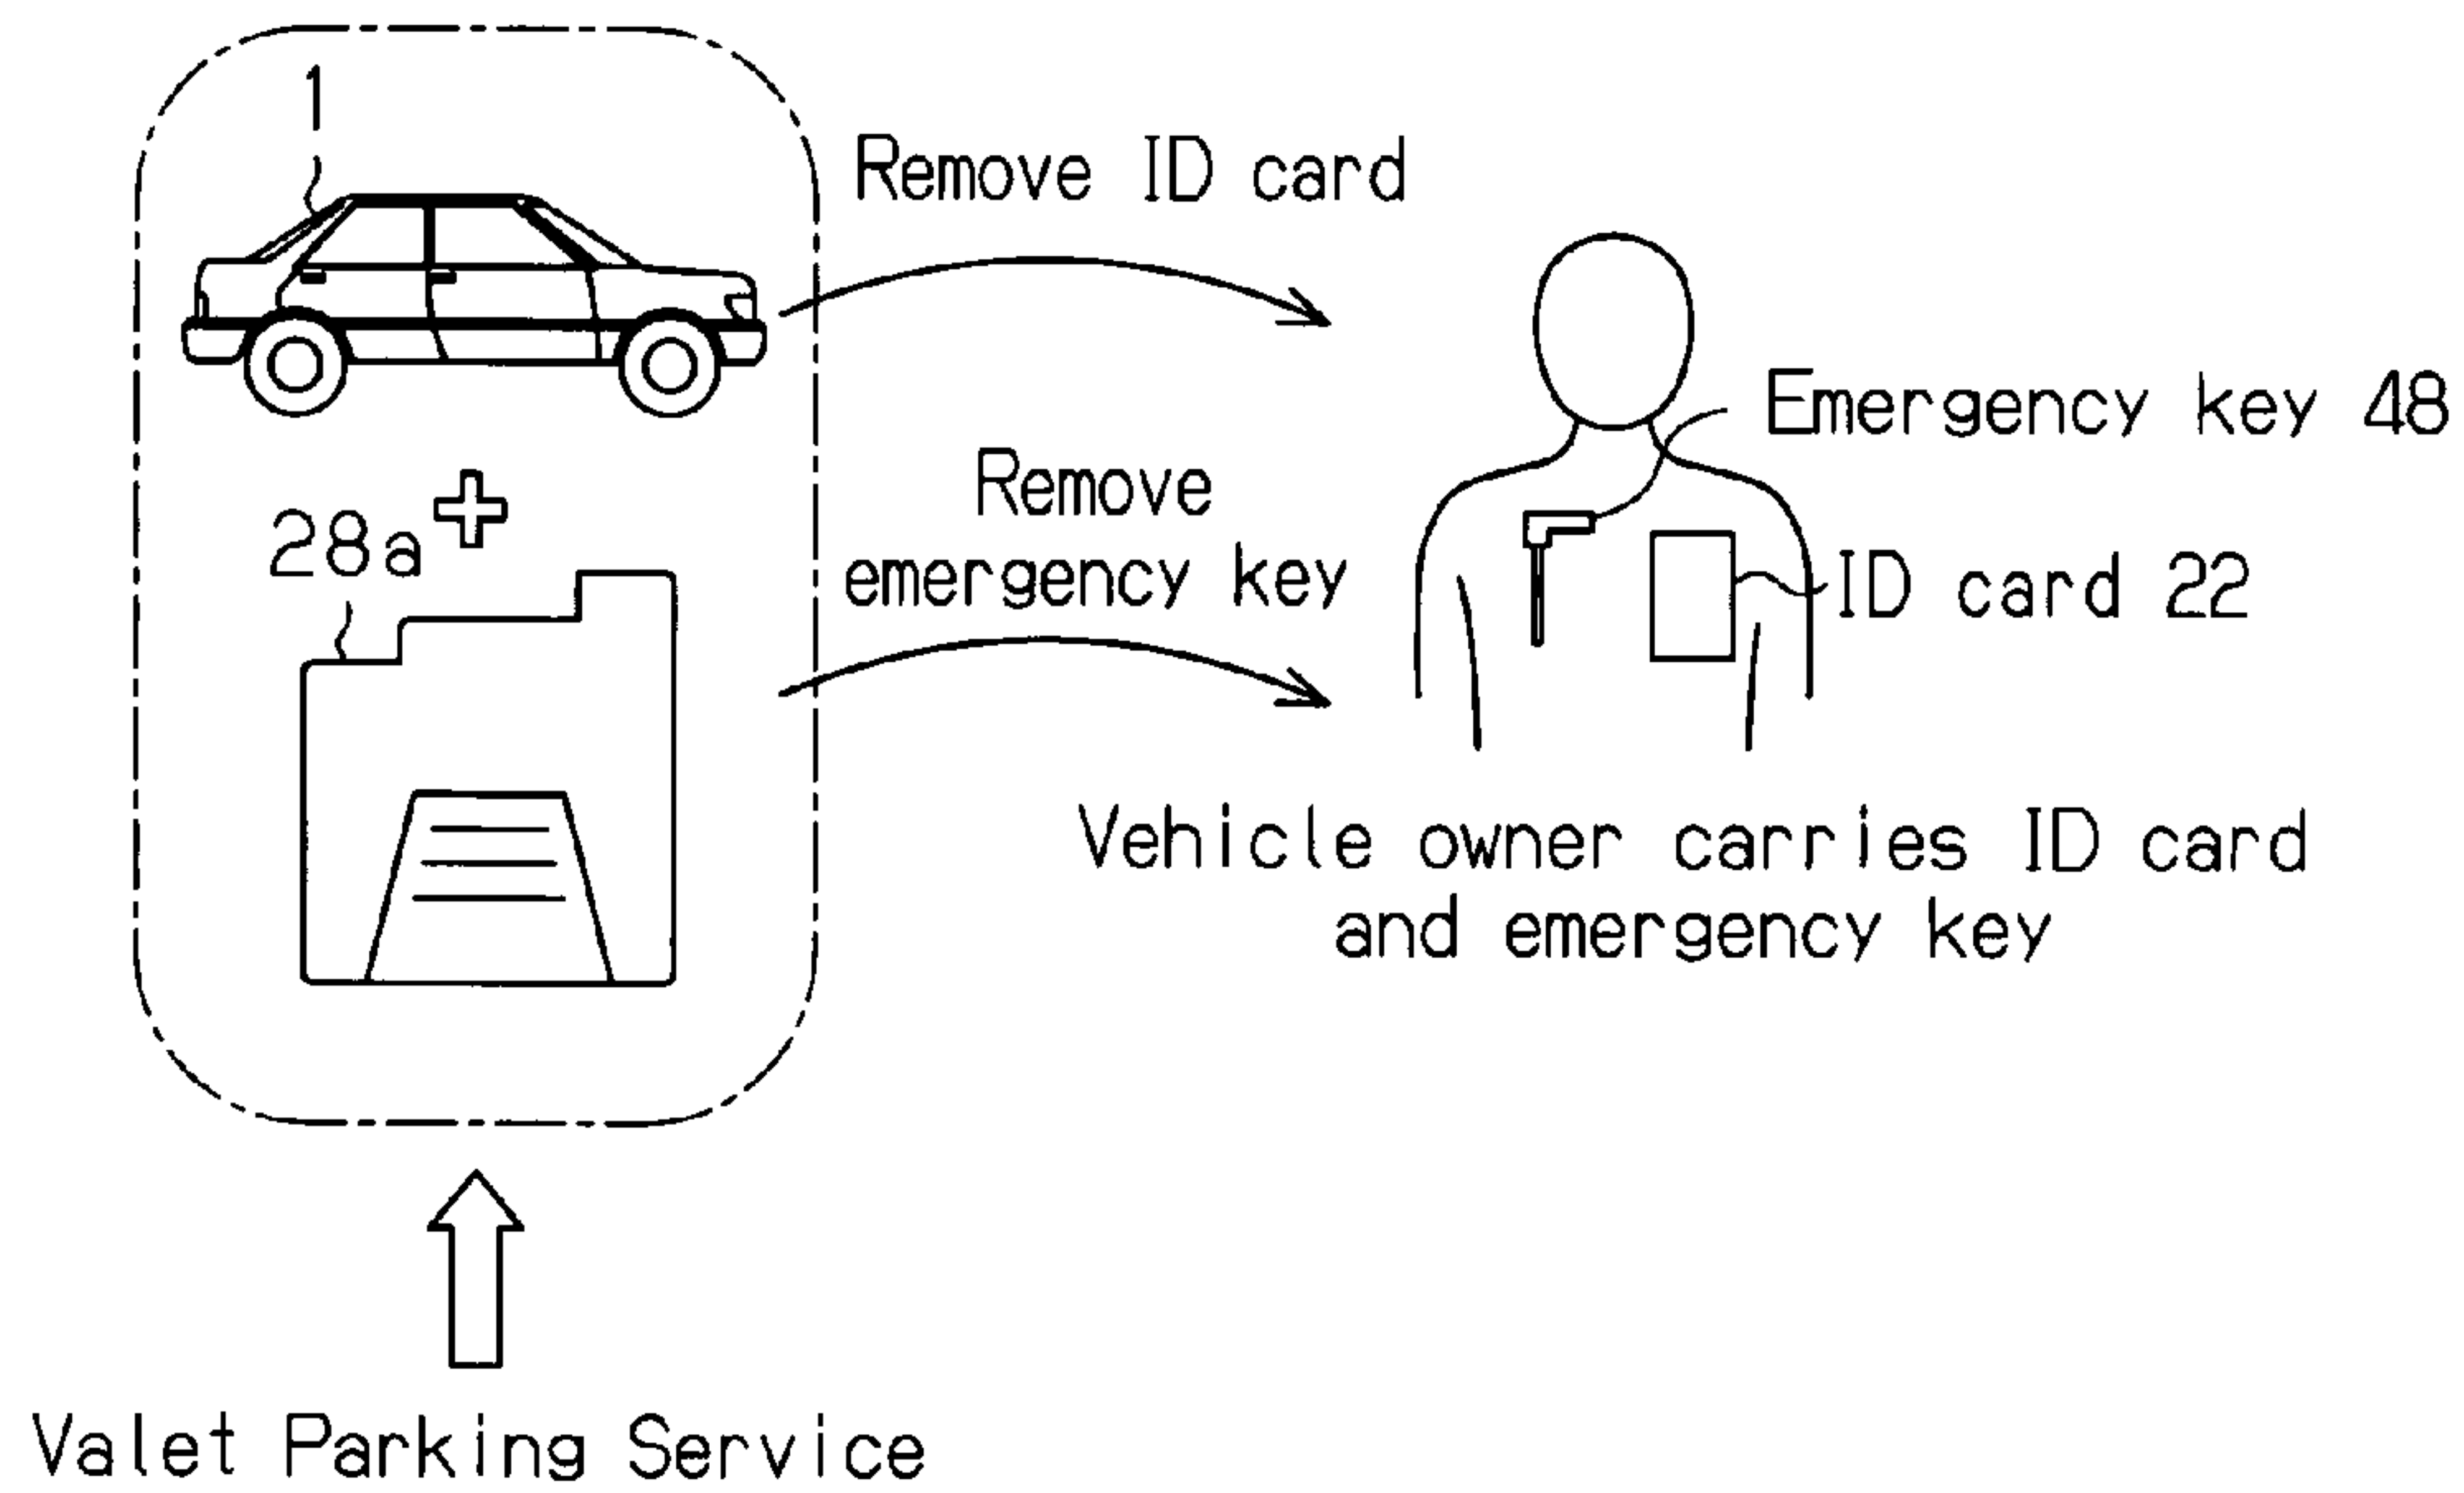 1
Remove ID card
Emergency key 48
Remove
emergency key
28a
ID card 22
Vehicle owner carries ID card
and emergency key
Valet Parking Service